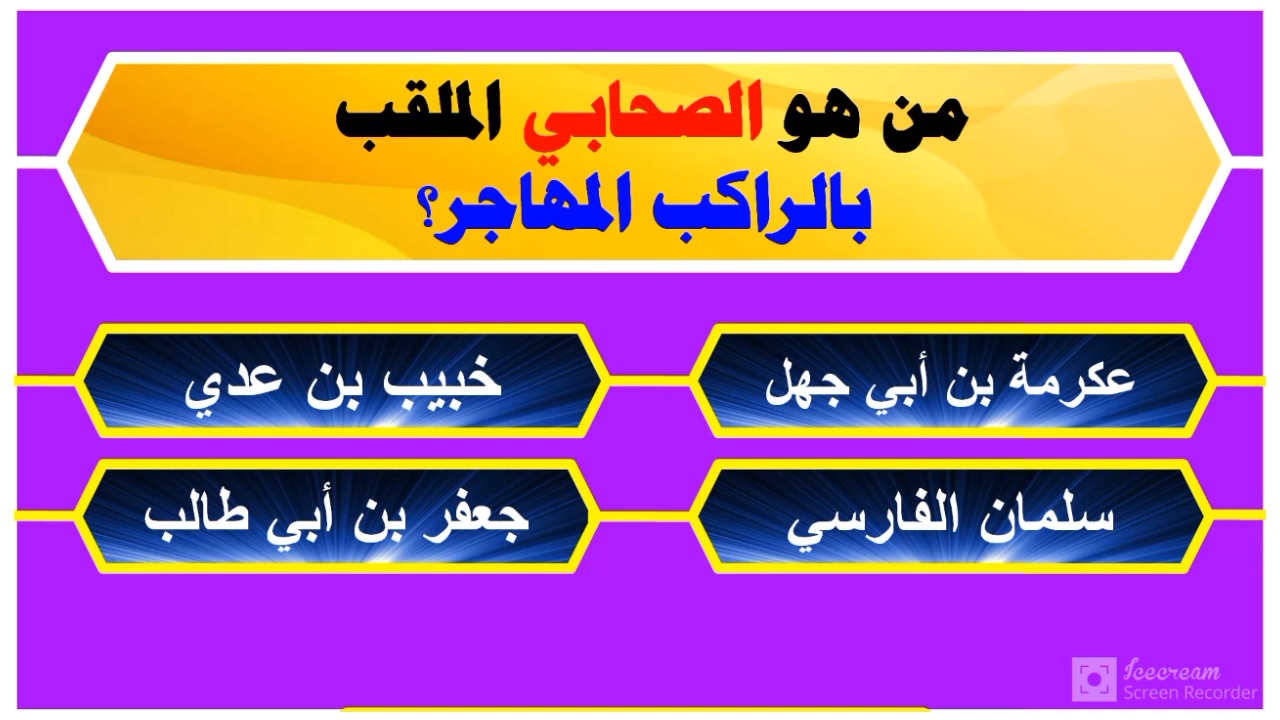 من هو الصحابي الملقب
بالراكب المهاجر؟
عكرمة بن أبي جهل
خبيب بن عدي
سلمان الفارسي
جعفر بن أبي طالب
Icecream
Screen Recorder